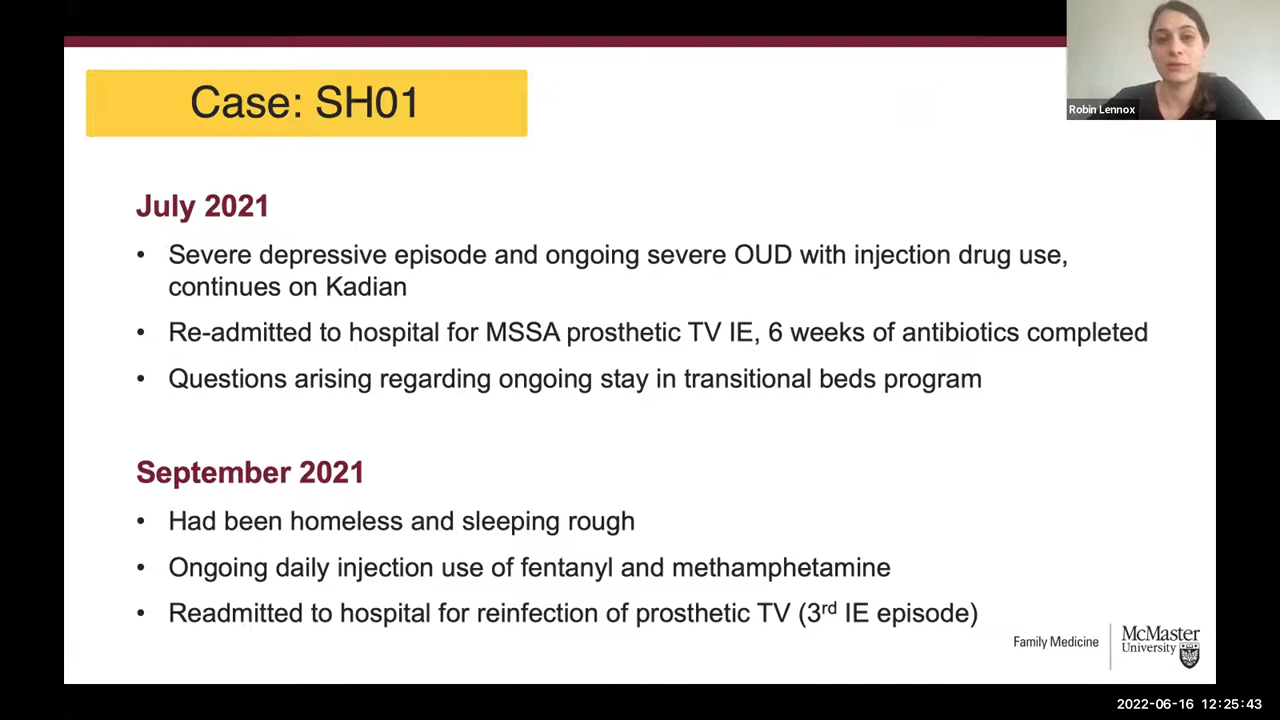 Robin Lennox
Case: SH01
July 2021
• Severe depressive episode and ongoing severe OUD with injection drug use,
continues on Kadian
• Re-admitted to hospital for MSSA prosthetic TV IE, 6 weeks of antibiotics completed
• Questions arising regarding ongoing stay in transitional beds program
September 2021
• Had been homeless and sleeping rough
• Ongoing daily injection use of fentanyl and methamphetamine
• Readmitted to hospital for reinfection of prosthetic TV (3rd IE episode)
Family Medicine
McMaster
University
2022-06-16 12:25:43